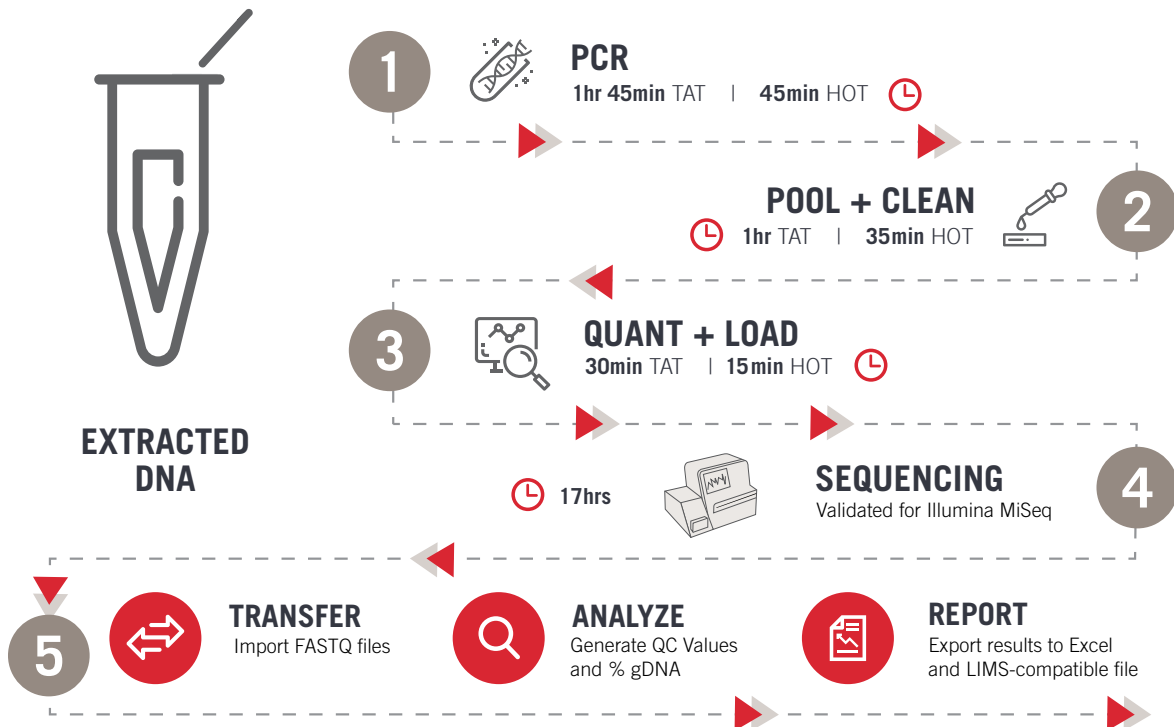 EXTRACTED
DNA
1
PCR
1hr 45min TAT | 45min HOT
2
POOL + CLEAN
1hr TAT | 35min HOT
3
QUANT + LOAD
30min TAT | 15min HOT
4
17hrs
SEQUENCING
Validated for Illumina MiSeq
5
TRANSFER
Import FASTQ files
ANALYZE
Generate QC Values
and % gDNA
REPORT
Export results to Excel
and LIMS-compatible file